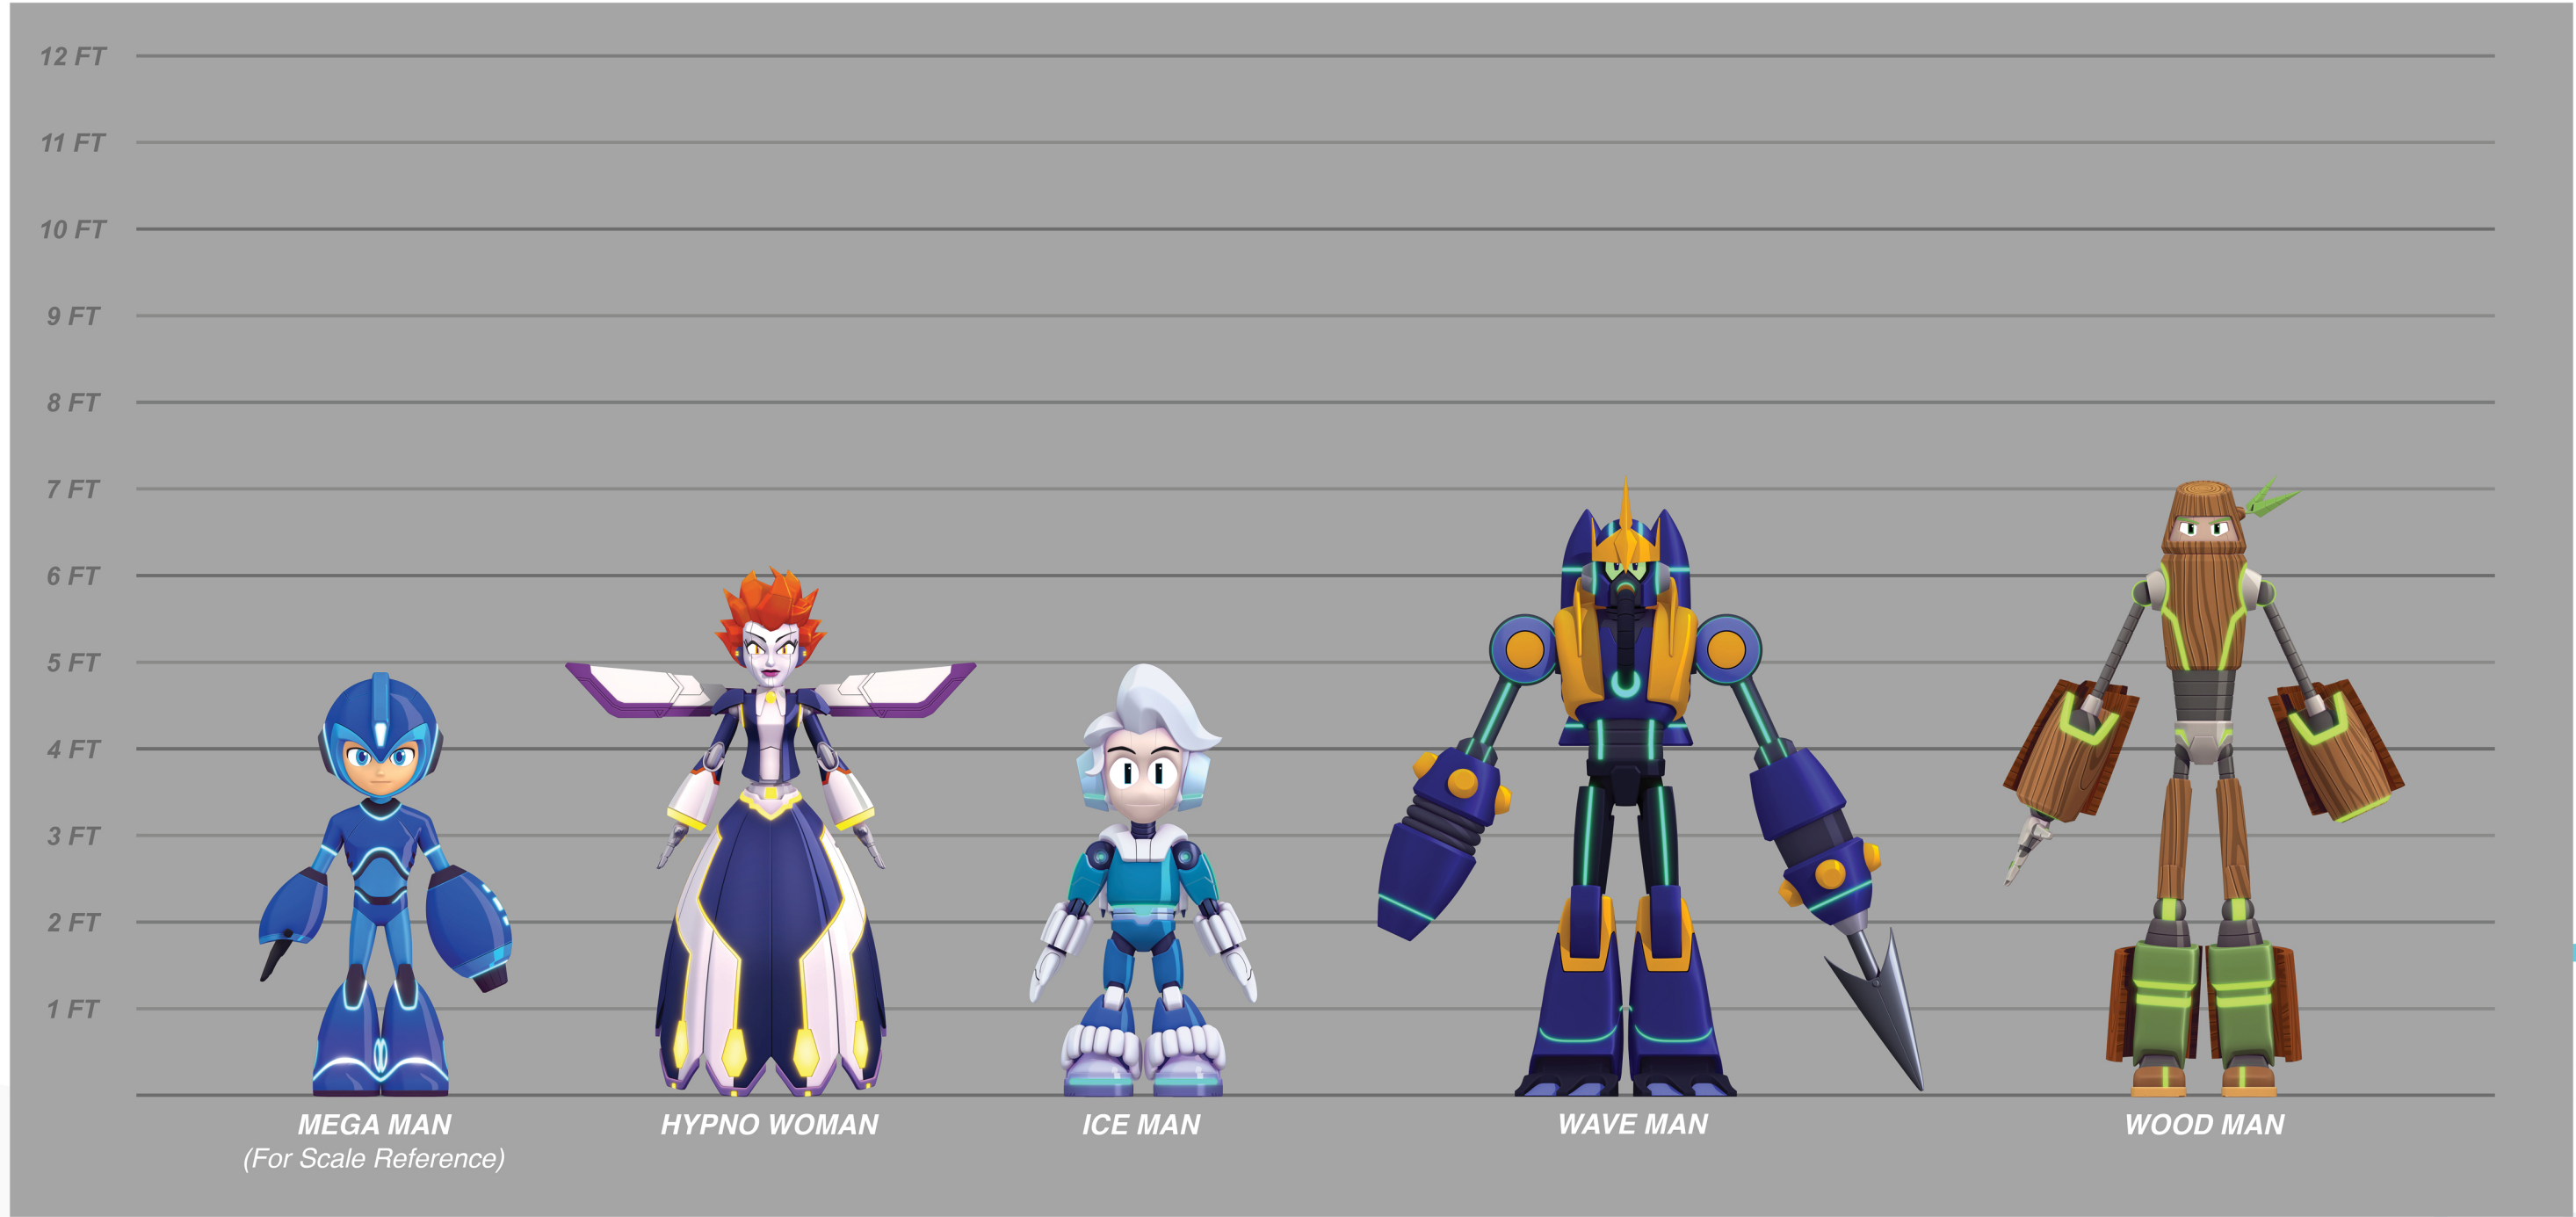 12 FT
11 FT
10 FT
9 FT
8 FT
7 FT
6 FT
5 FT
4 FT
3 FT
2 FT
1 FT
MEGA MAN
(For Scale Reference)
HYPNO WOMAN
ICE MAN
WAVE MAN
WOOD MAN